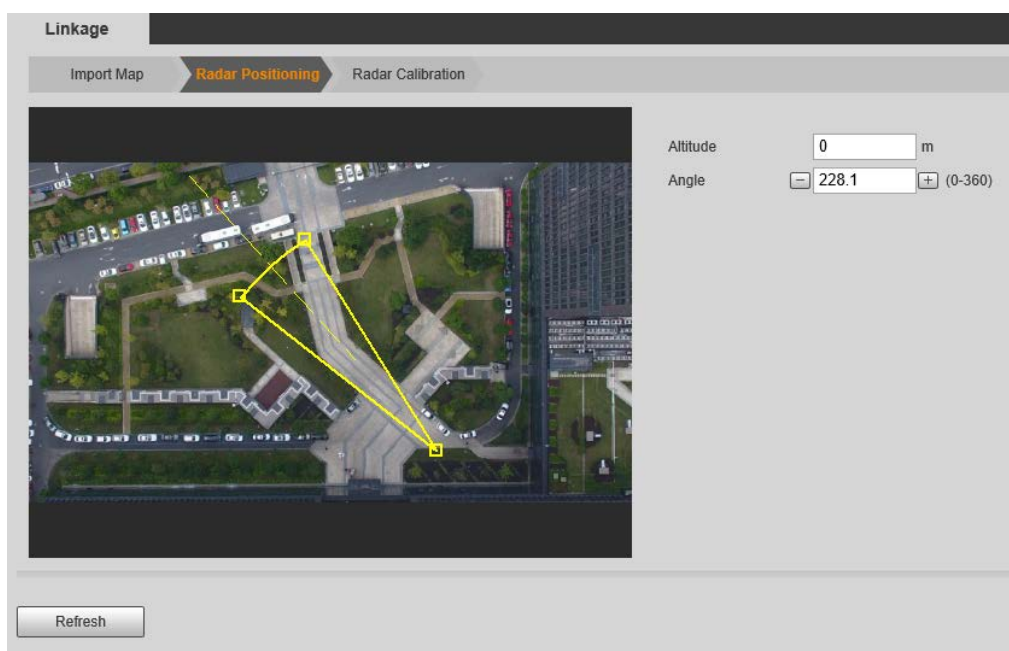 Linkage
Import Map Radar Positioning Radar Calibration
Altitude 0 m
Angle - 228.1 + (0-360)
Refresh